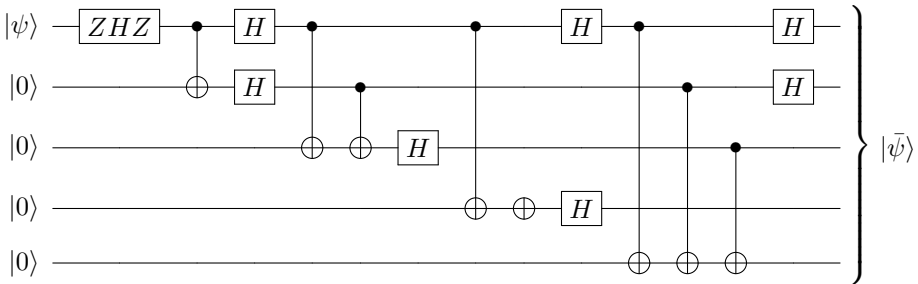 |ψ⟩ ZHZ H H H
|0⟩ H H
|0⟩ H |ψ̄⟩
|0⟩ H
|0⟩